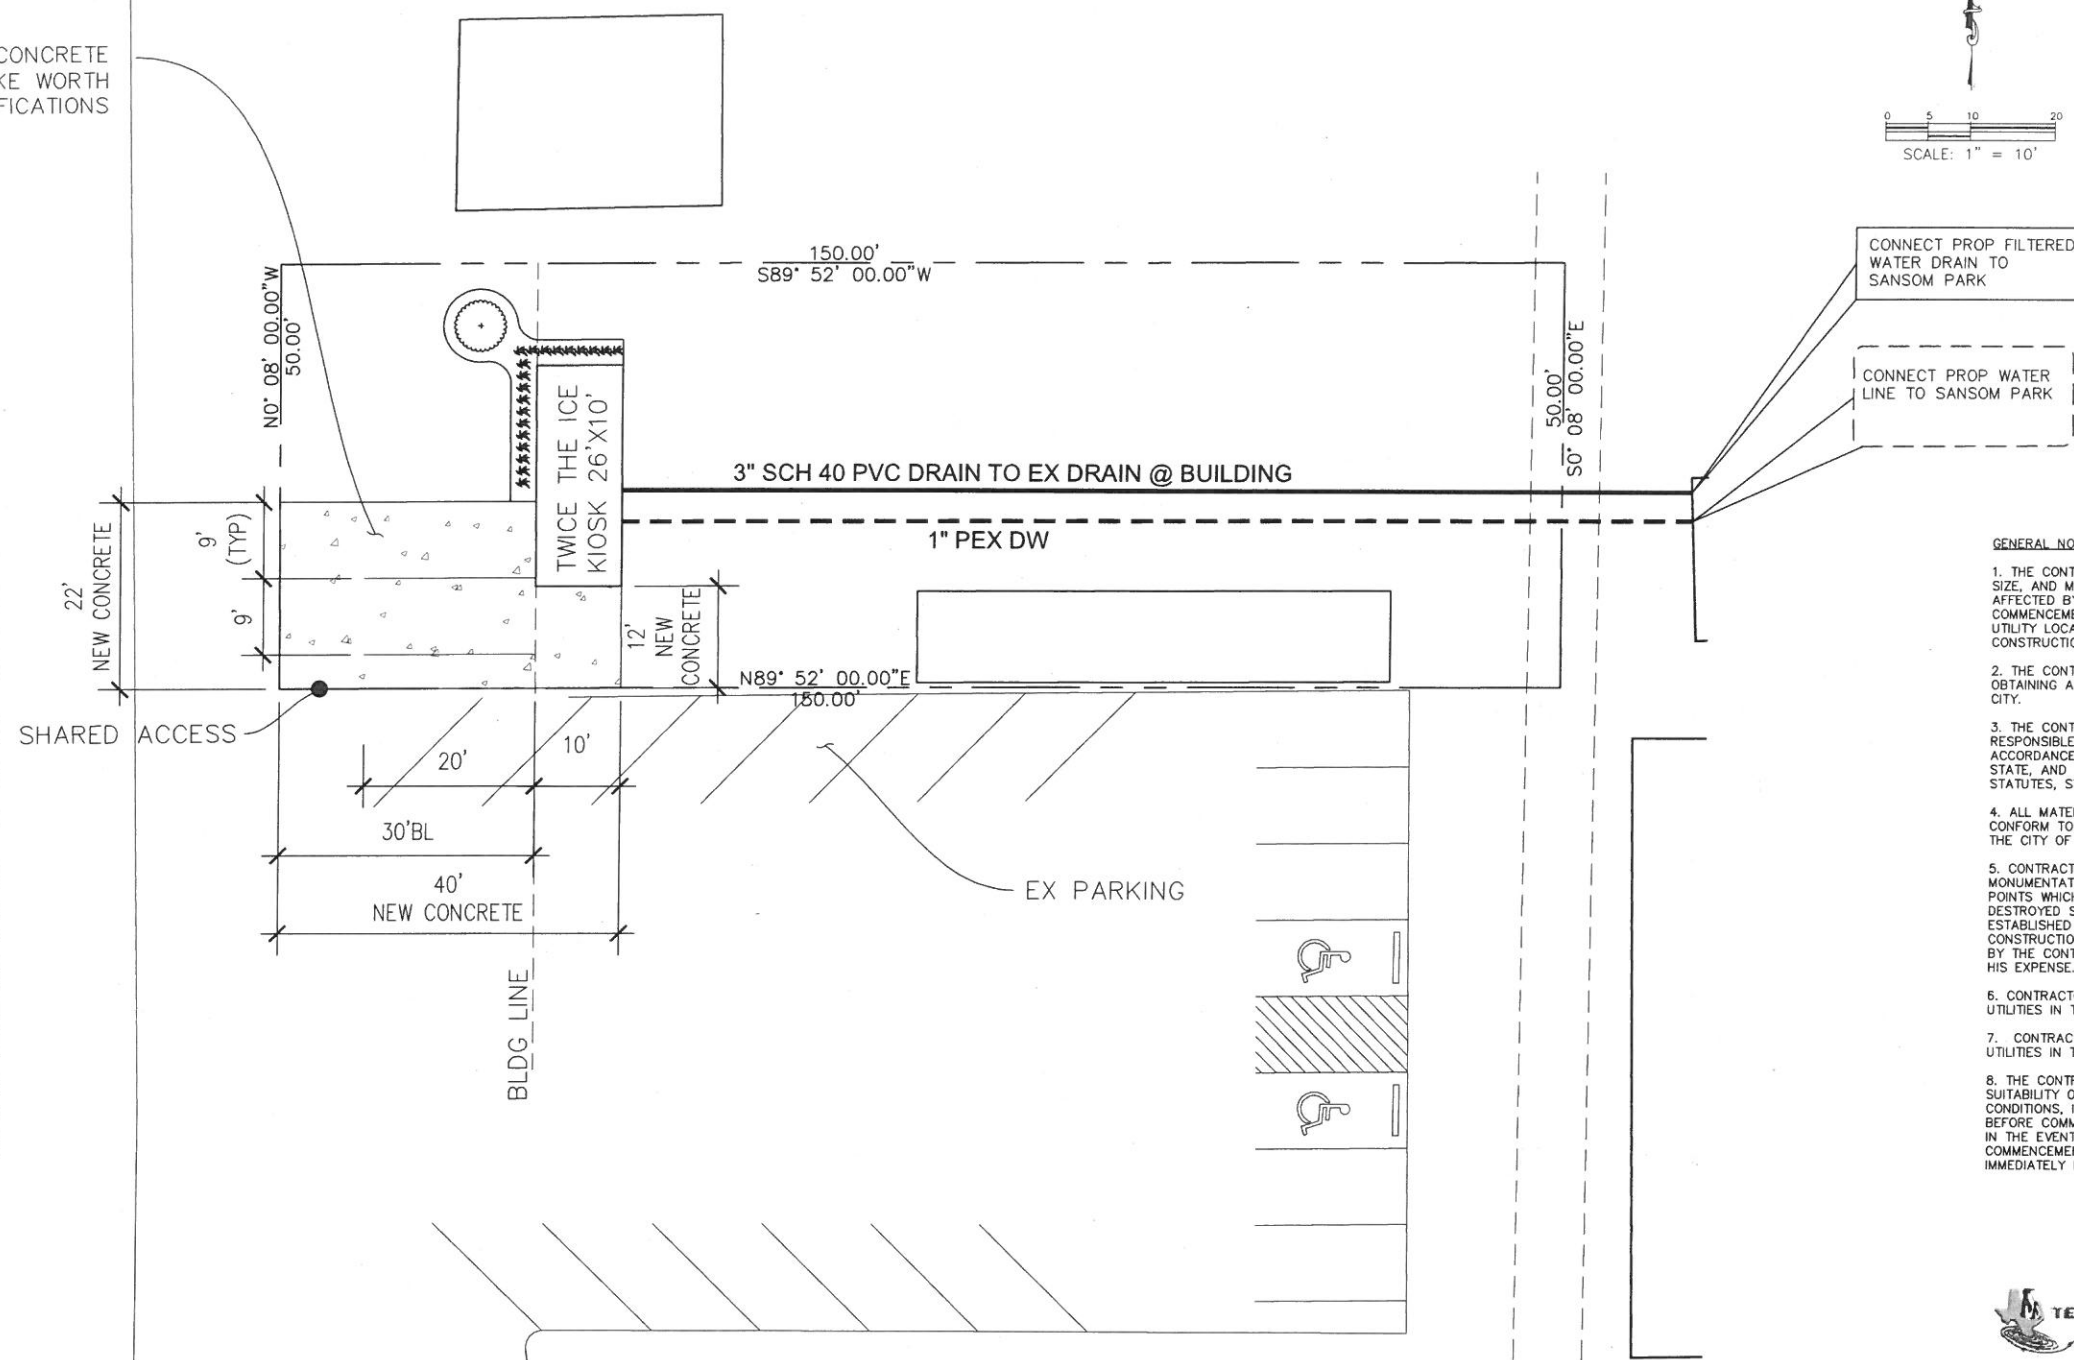 CONCRETE
KE WORTH
FICATIONS
0 5 10 20
SCALE: 1" = 10'
150.00'
S89° 52' 00.00"W
N0° 08' 00.00"W
50.00'
50.00'
S0° 08' 00.00"E
CONNECT PROP FILTERED
WATER DRAIN TO
SANSOM PARK
CONNECT PROP WATER
LINE TO SANSOM PARK
TWICE THE ICE
KIOSK 26'X10'
3" SCH 40 PVC DRAIN TO EX DRAIN @ BUILDING
1" PEX DW
22'
NEW CONCRETE
9'
(TYP)
9'
12'
NEW
CONCRETE
N89° 52' 00.00"E
150.00'
SHARED ACCESS
20'
10'
30'BL
40'
NEW CONCRETE
BLDG LINE
EX PARKING
GENERAL NO
1. THE CONT
SIZE, AND M
AFFECTED BY
COMMENCEME
UTILITY LOCA
CONSTRUCTIO
2. THE CONT
OBTAINING A
CITY.
3. THE CONT
RESPONSIBLE
ACCORDANCE
STATE, AND
STATUTES, S
4. ALL MATE
CONFORM TO
THE CITY OF
5. CONTRACT
MONUMENTAT
POINTS WHICH
DESTROYED S
ESTABLISHED
CONSTRUCTIO
BY THE CONT
HIS EXPENSE.
6. CONTRACT
UTILITIES IN T
7. CONTRAC
UTILITIES IN T
8. THE CONTR
SUITABILITY O
CONDITIONS, I
BEFORE COMM
IN THE EVENT
COMMENCEME
IMMEDIATELY
TE